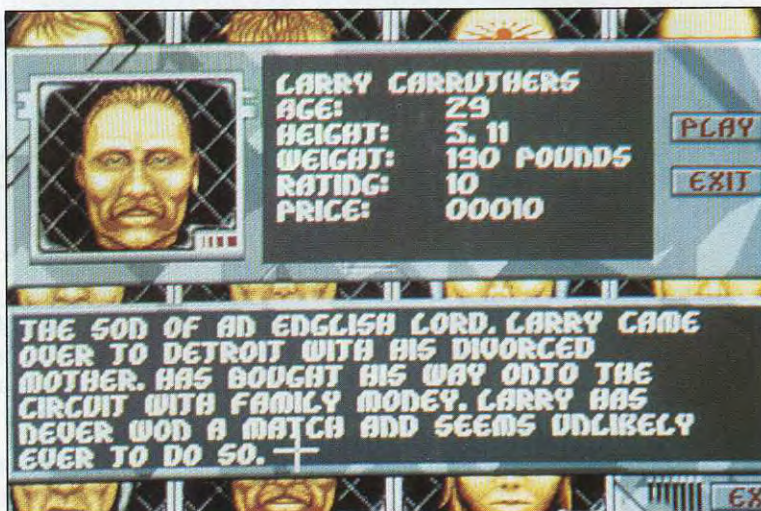 LARRY CARRUTHERS
AGE: 29
HEIGHT: 5.11
WEIGHT: 190 POUNDS
RATING: 10
PRICE: 00010
PLAY
EXIT
THE SON OF AN ENGLISH LORD. LARRY CAME
OVER TO DETROIT WITH HIS DIVORCED
MOTHER. HAS BOUGHT HIS WAY ONTO THE
CIRCUIT WITH FAMILY MONEY. LARRY HAS
NEVER WON A MATCH AND SEEMS UNLIKELY
EVER TO DO SO.